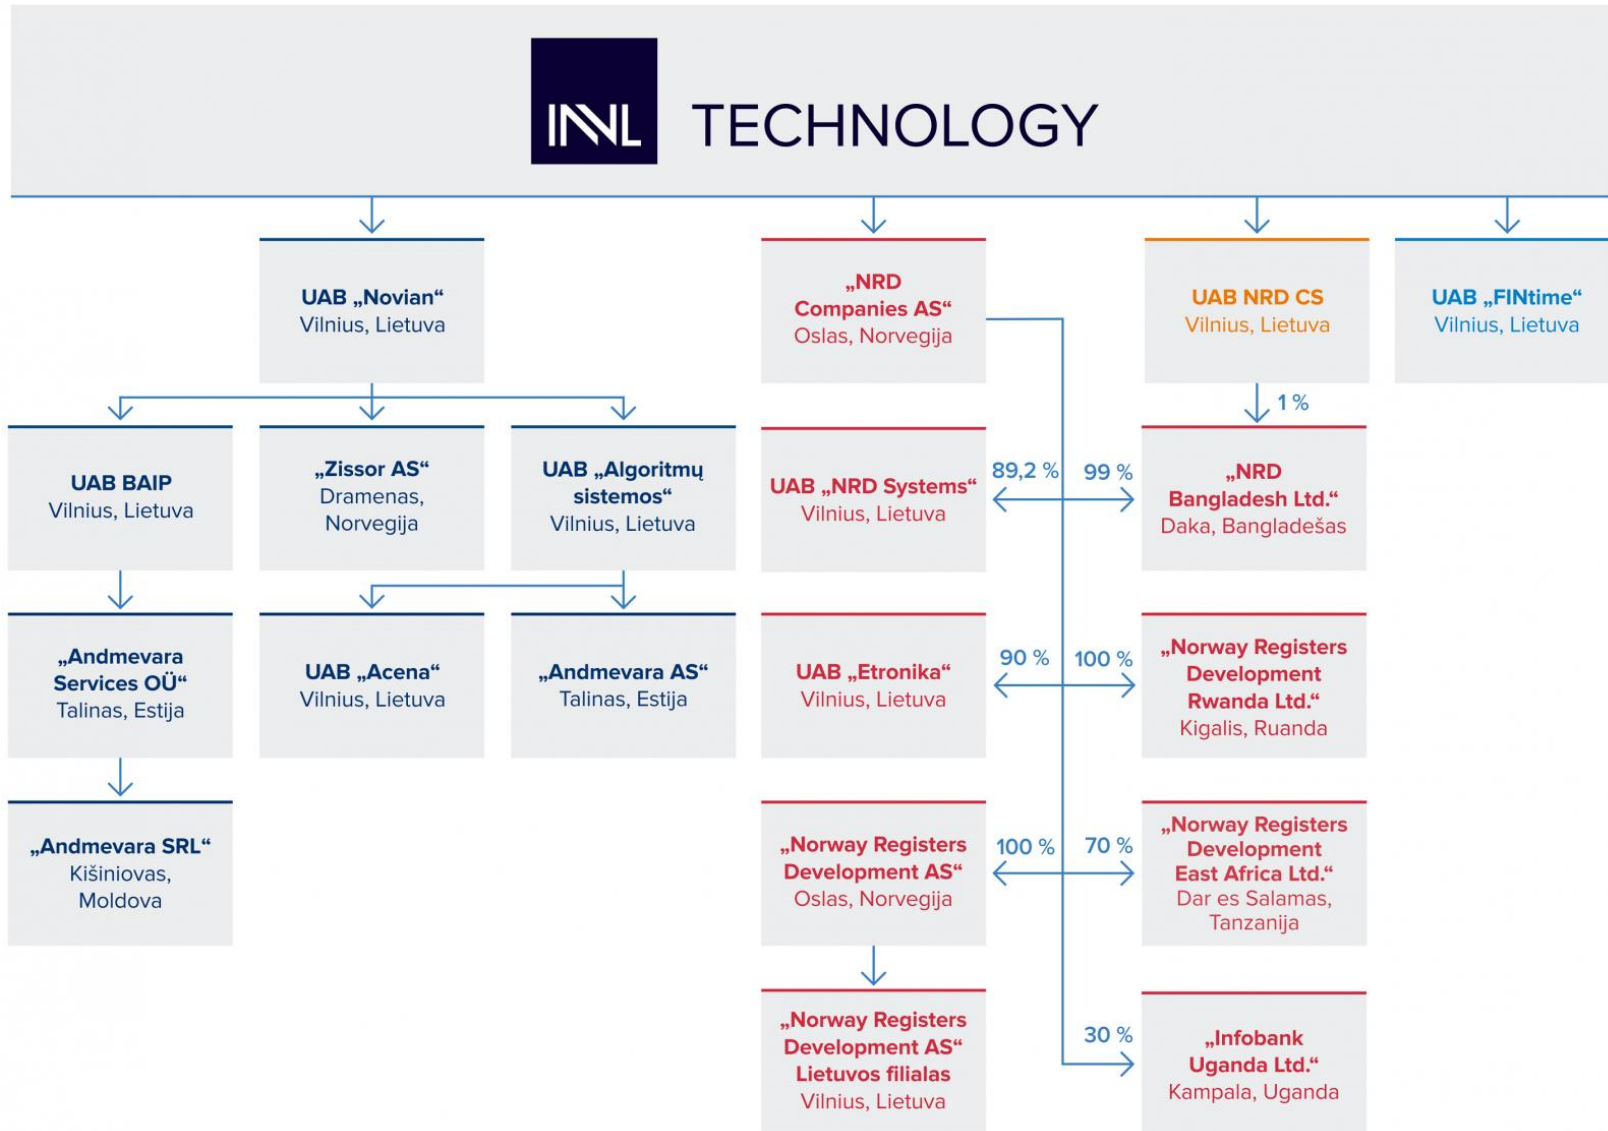 INVL TECHNOLOGY
UAB „Novian“
Vilnius, Lietuva
„NRD
Companies AS“
Oslas, Norvegija
UAB NRD CS
Vilnius, Lietuva
UAB „FINtime“
Vilnius, Lietuva
1 %
UAB BAIP
Vilnius, Lietuva
„Zissor AS“
Dramenas,
Norvegija
UAB „Algoritmų
sistemos“
Vilnius, Lietuva
UAB „NRD Systems“
Vilnius, Lietuva
89,2 %
99 %
„NRD
Bangladesh Ltd.“
Daka, Bangladešas
„Andmevara
Services OÜ“
Talinas, Estija
UAB „Acena“
Vilnius, Lietuva
„Andmevara AS“
Talinas, Estija
UAB „Etronika“
Vilnius, Lietuva
90 %
100 %
„Norway Registers
Development
Rwanda Ltd.“
Kigalis, Ruanda
„Andmevara SRL“
Kišiniovas,
Moldova
„Norway Registers
Development AS“
Oslas, Norvegija
100 %
70 %
„Norway Registers
Development
East Africa Ltd.“
Dar es Salamas,
Tanzanija
„Norway Registers
Development AS“
Lietuvos filialas
Vilnius, Lietuva
30 %
„Infobank
Uganda Ltd.“
Kampala, Uganda